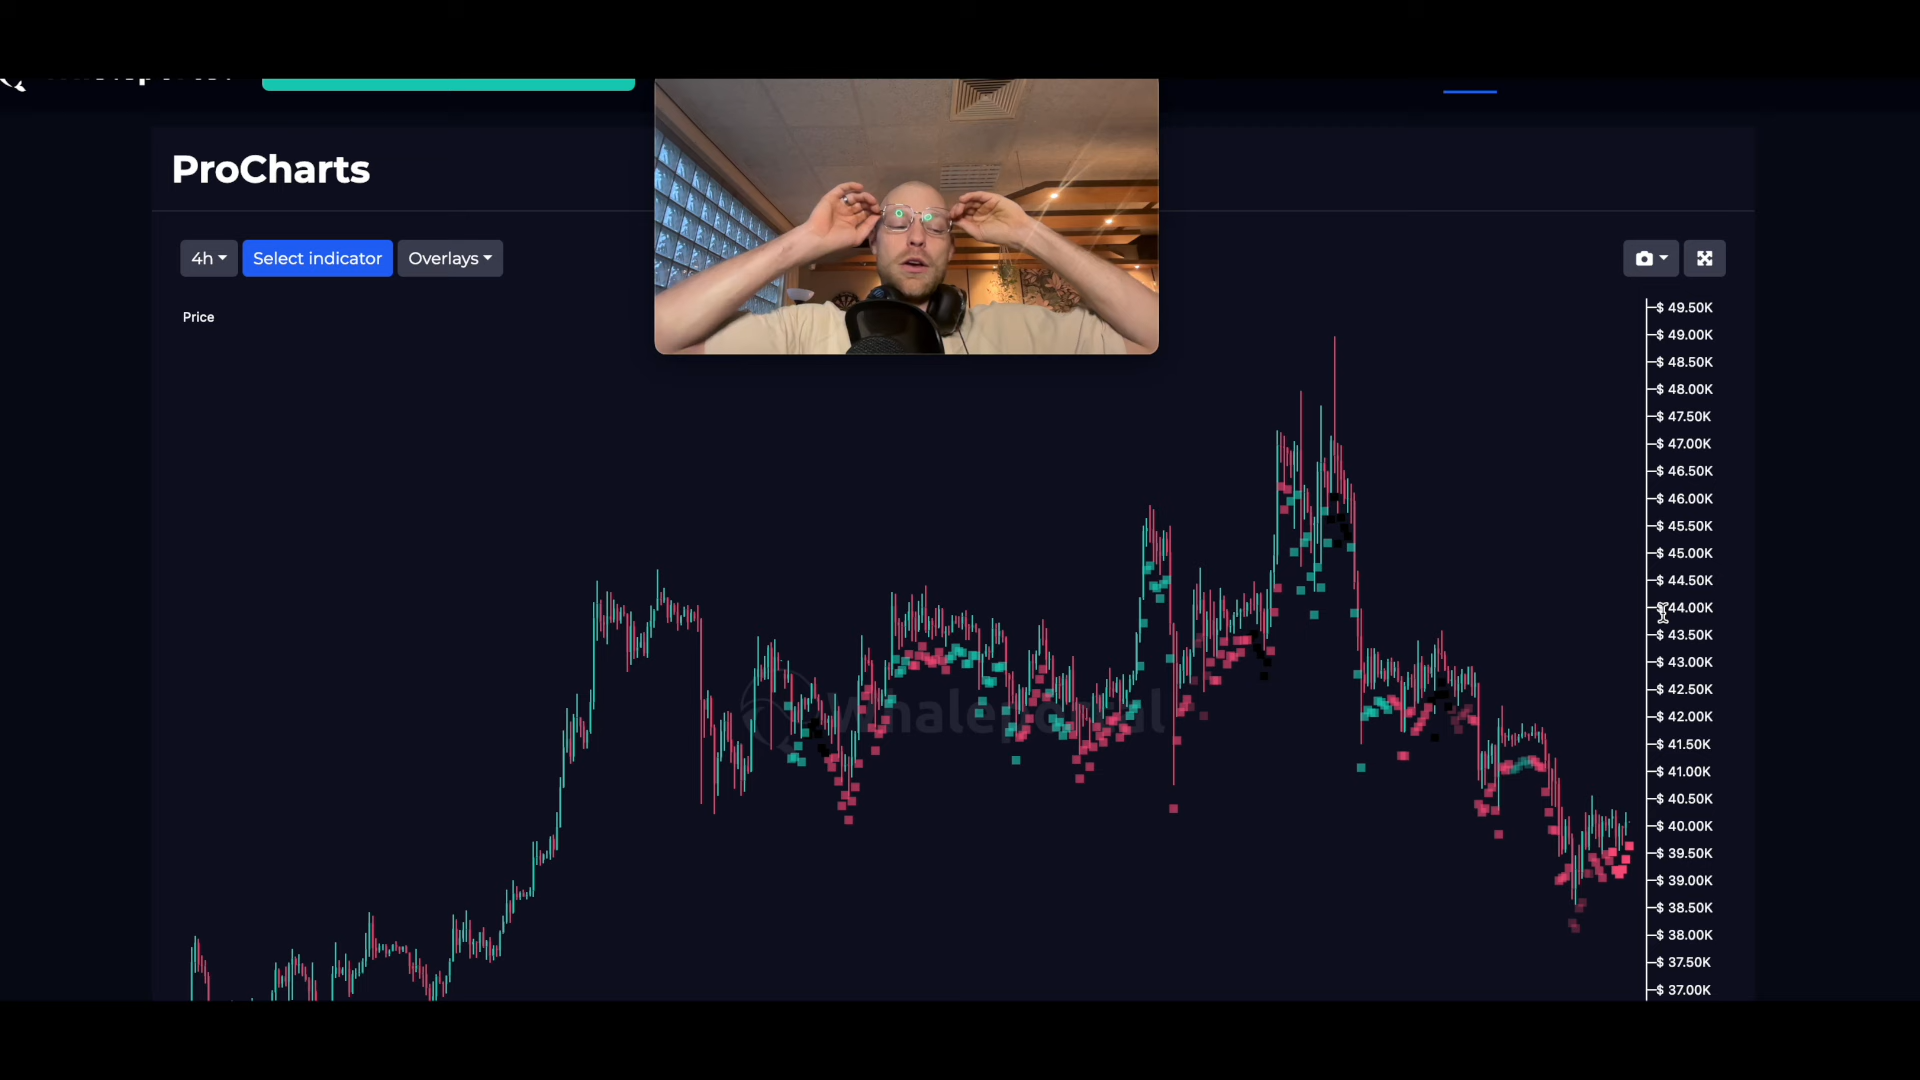 ProCharts
4h
Select indicator
Overlays
Price
$ 49.50K
$ 49.00K
$ 48.50K
$ 48.00K
$ 47.50K
$ 47.00K
$ 46.50K
$ 46.00K
$ 45.50K
$ 45.00K
$ 44.50K
$ 44.00K
$ 43.50K
$ 43.00K
$ 42.50K
whaleportal
$ 42.00K
$ 41.50K
$ 41.00K
$ 40.50K
$ 40.00K
$ 39.50K
$ 39.00K
$ 38.50K
$ 38.00K
$ 37.50K
$ 37.00K